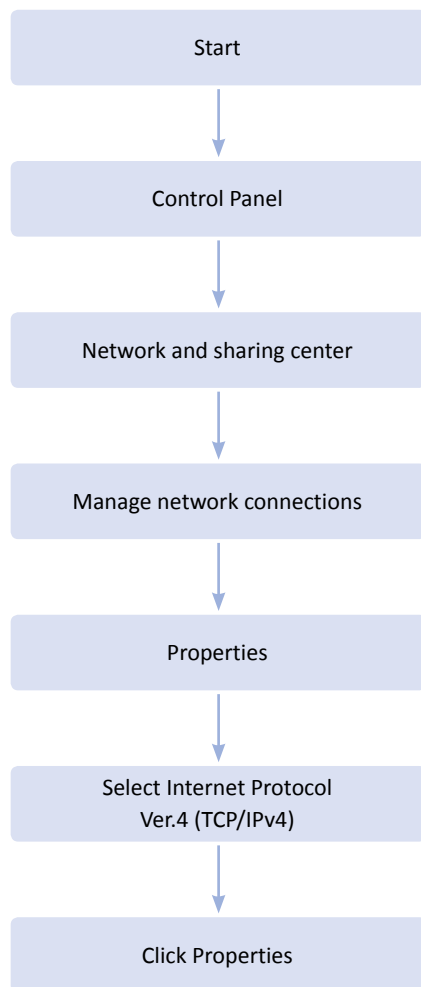 Start
Control Panel
Network and sharing center
Manage network connections
Properties
Select Internet Protocol
Ver.4 (TCP/IPv4)
Click Properties